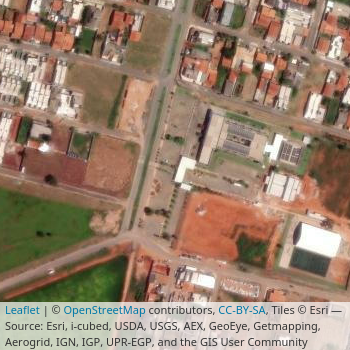 Leaflet | © OpenStreetMap contributors, CC-BY-SA, Tiles © Esri —
Source: Esri, i-cubed, USDA, USGS, AEX, GeoEye, Getmapping,
Aerogrid, IGN, IGP, UPR-EGP, and the GIS User Community